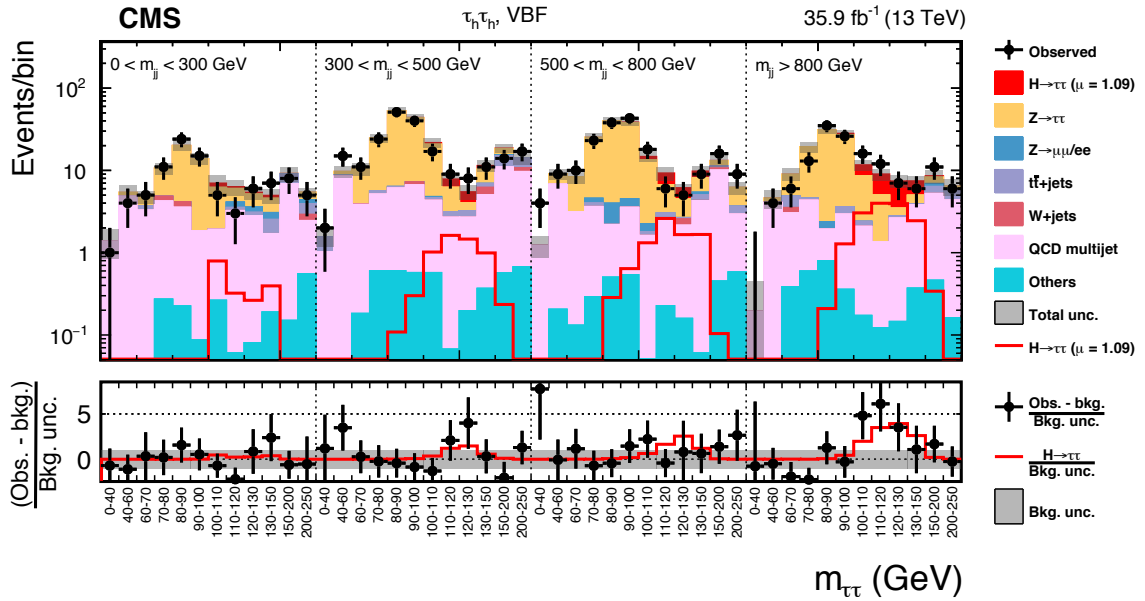 CMS
τhτh, VBF
35.9 fb⁻¹ (13 TeV)
Events/bin
10²
10
1
10⁻¹
0 < mjj < 300 GeV
300 < mjj < 500 GeV
500 < mjj < 800 GeV
mjj > 800 GeV
Observed
H→ττ (μ = 1.09)
Z→ττ
Z→μμ/ee
tt̄+jets
W+jets
QCD multijet
Others
Total unc.
H→ττ (μ = 1.09)
(Obs. - bkg.)
Bkg. unc.
5
0
Obs. - bkg.
Bkg. unc.
H→ττ
Bkg. unc.
Bkg. unc.
0-40 40-60 60-70 70-80 80-90 90-100 100-110 110-120 120-130 130-150 150-200 200-250
0-40 40-60 60-70 70-80 80-90 90-100 100-110 110-120 120-130 130-150 150-200 200-250
0-40 40-60 60-70 70-80 80-90 90-100 100-110 110-120 120-130 130-150 150-200 200-250
0-40 40-60 60-70 70-80 80-90 90-100 100-110 110-120 120-130 130-150 150-200 200-250
mττ (GeV)